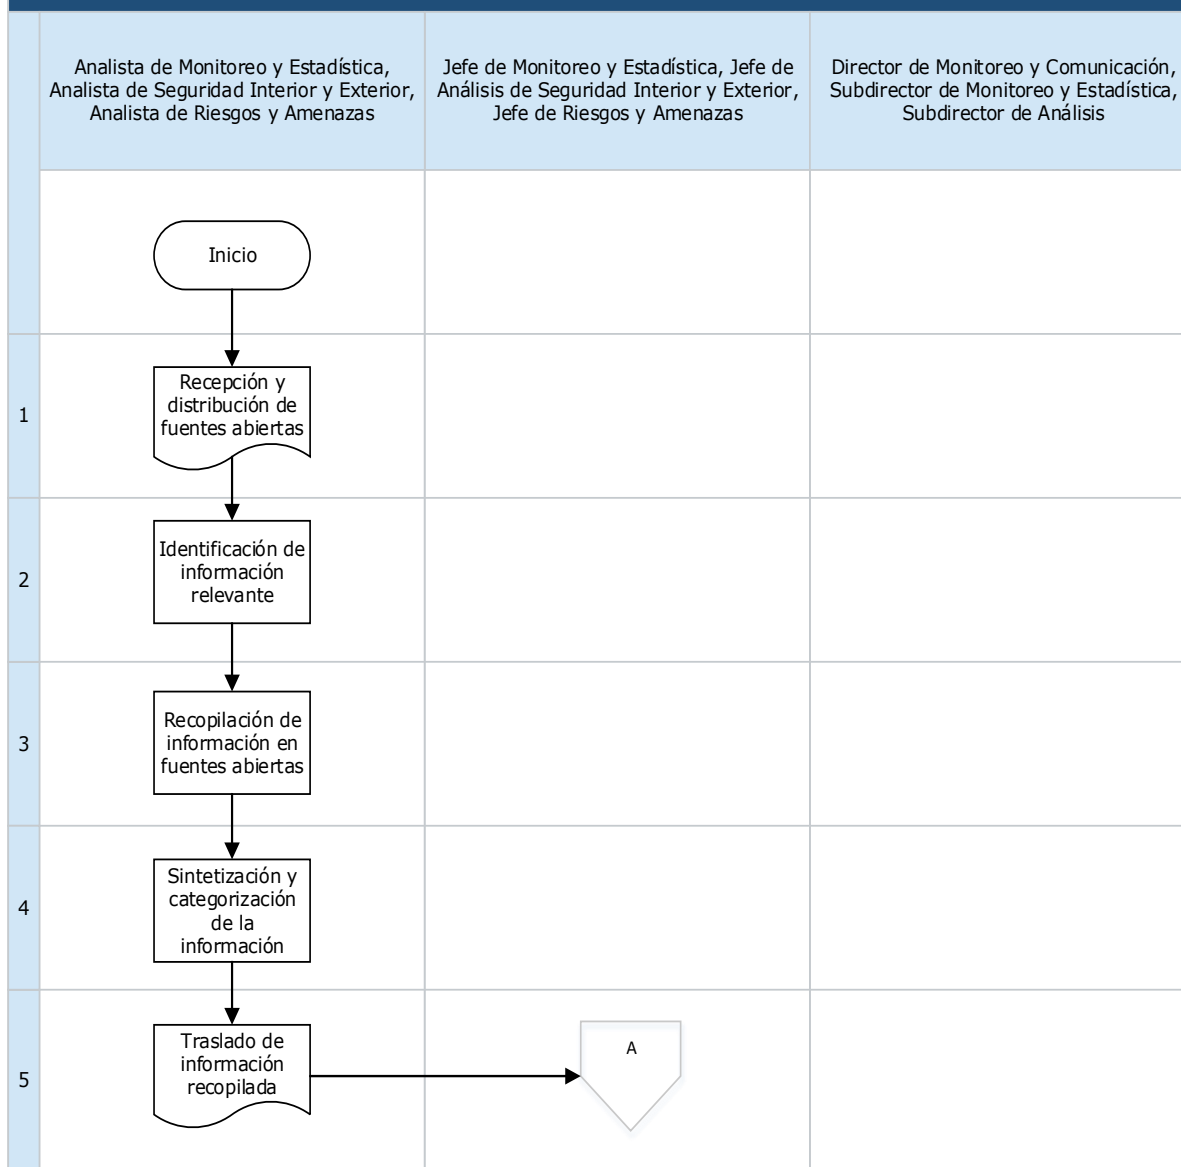 Analista de Monitoreo y Estadística,
Analista de Seguridad Interior y Exterior,
Analista de Riesgos y Amenazas
Jefe de Monitoreo y Estadística, Jefe de
Análisis de Seguridad Interior y Exterior,
Jefe de Riesgos y Amenazas
Director de Monitoreo y Comunicación,
Subdirector de Monitoreo y Estadística,
Subdirector de Análisis
Inicio
1
Recepción y
distribución de
fuentes abiertas
2
Identificación de
información
relevante
3
Recopilación de
información en
fuentes abiertas
4
Sintetización y
categorización
de la
información
5
Traslado de
información
recopilada
A